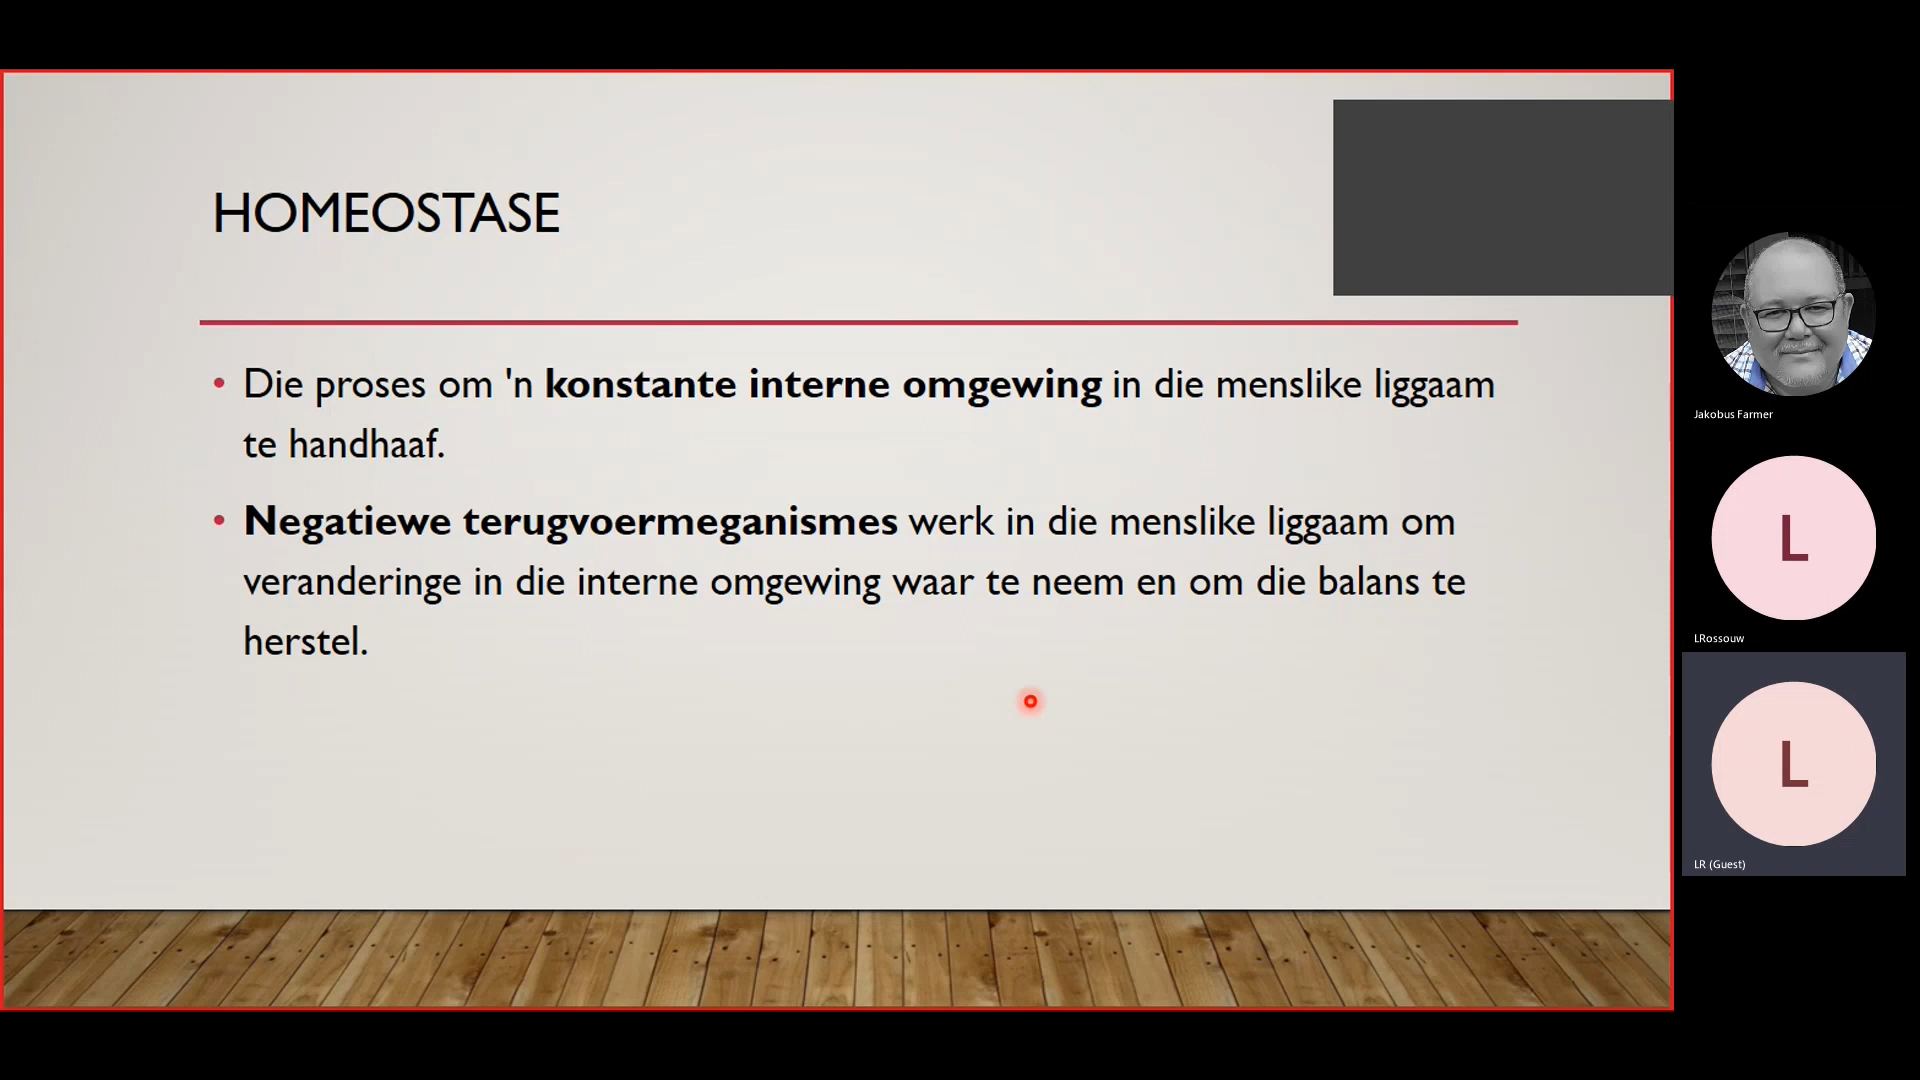 HOMEOSTASE
• Die proses om 'n konstante interne omgewing in die menslike liggaam
te handhaaf.
• Negatiewe terugvoermeganismes werk in die menslike liggaam om
veranderinge in die interne omgewing waar te neem en om die balans te
herstel.
Jakobus Farmer
L
LRossouw
L
LR (Guest)